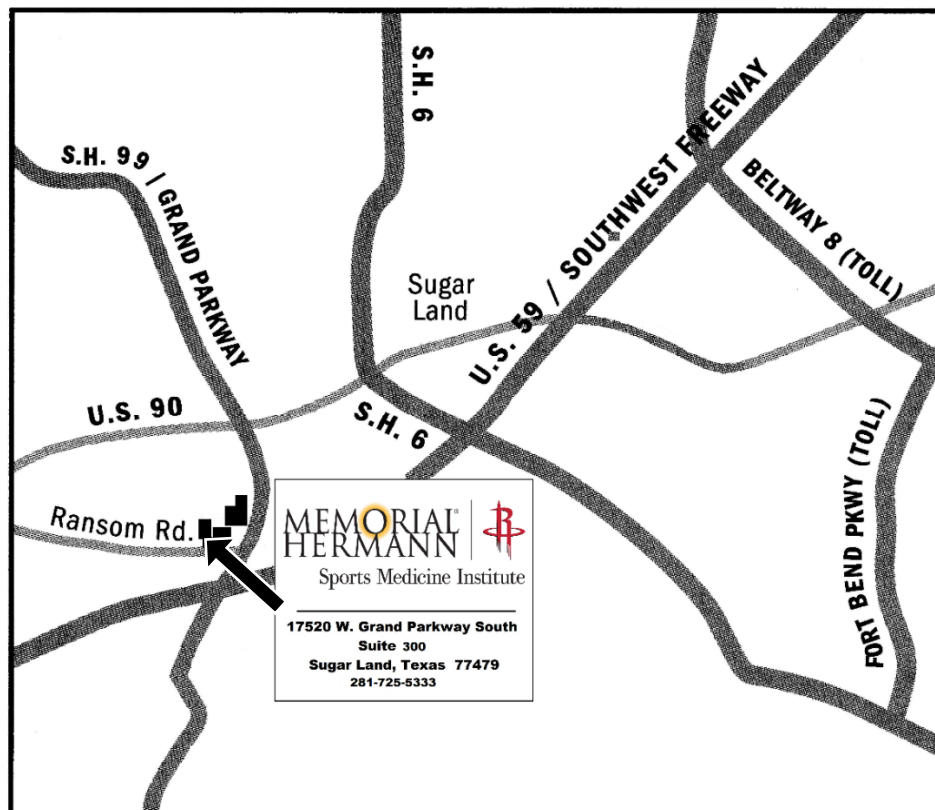 S.H. 6
S.H. 99 / GRAND PARKWAY
U.S. 59 / SOUTHWEST FREEWAY
BELTWAY 8 (TOLL)
Sugar
Land
U.S. 90
S.H. 6
FORT BEND PKWY (TOLL)
Ransom Rd.
MEMORIAL®
HERMANN
R
Sports Medicine Institute
17520 W. Grand Parkway South
Suite 300
Sugar Land, Texas 77479
281-725-5333